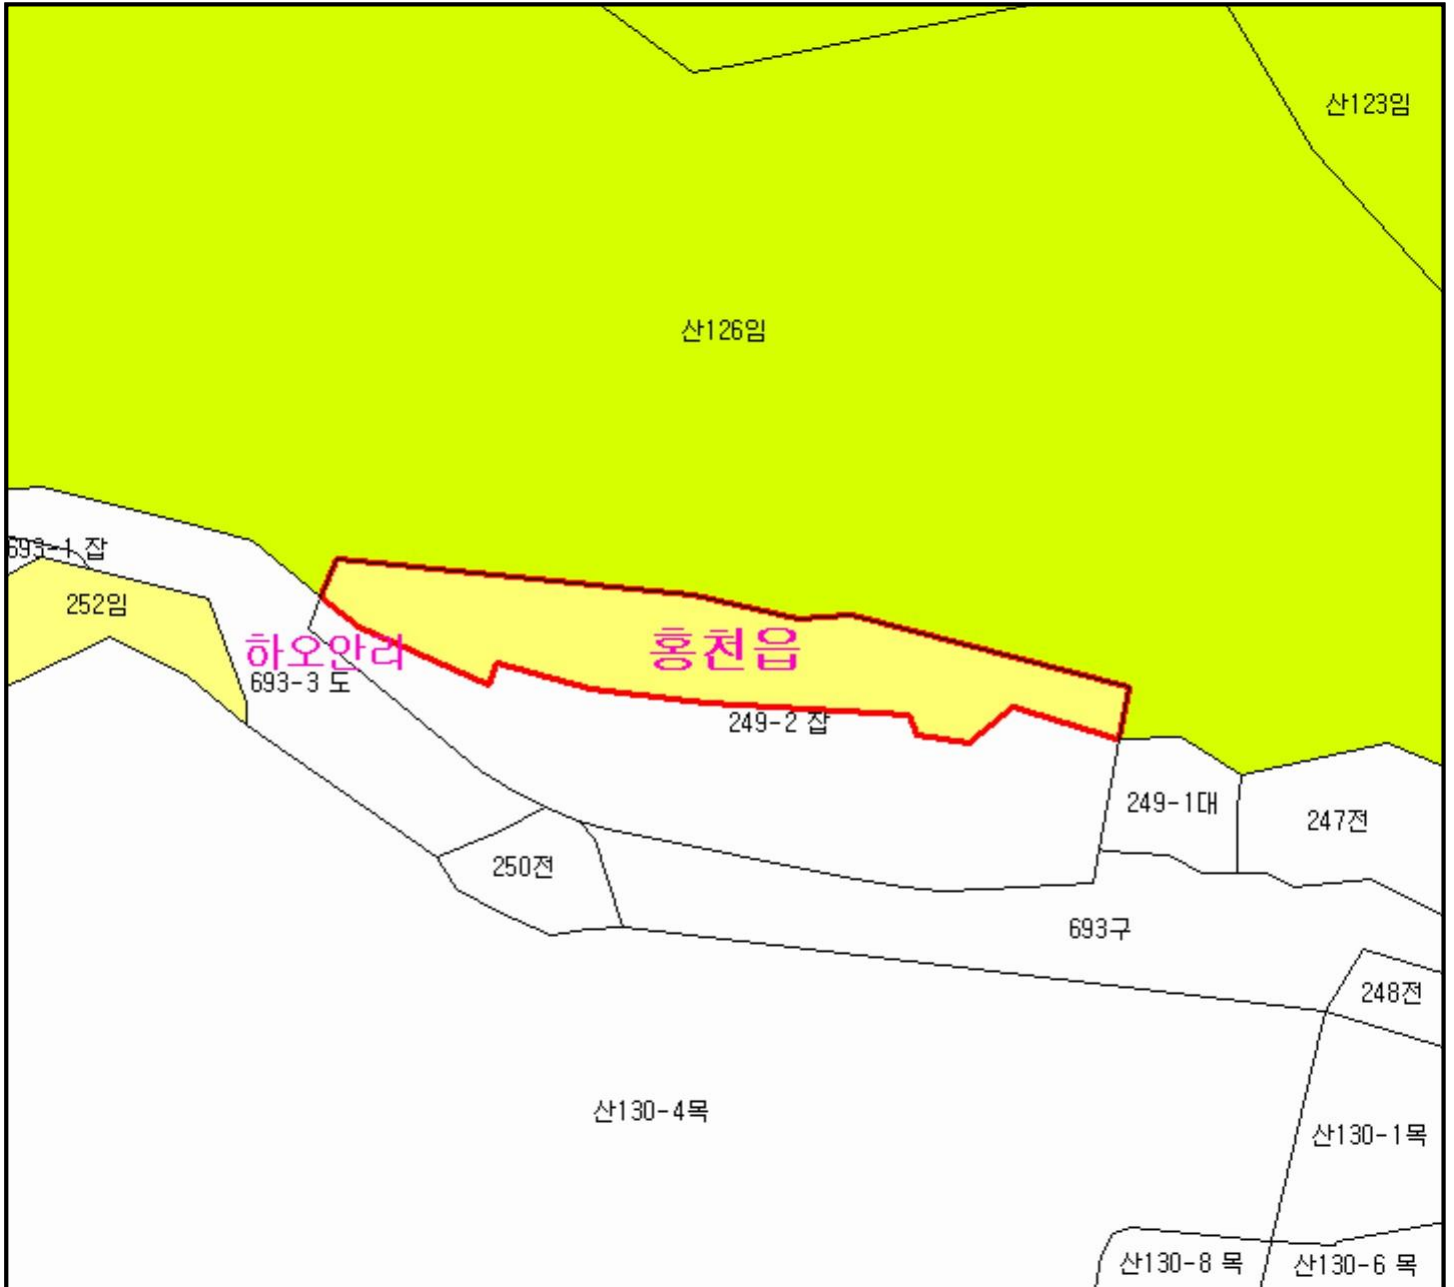 산123임
산126임
693-1 잡
252임
하오안리
홍천읍
693-3 도
249-2 잡
249-1대
247전
250전
693구
248전
산130-4목
산130-1목
산130-8 목
산130-6 목